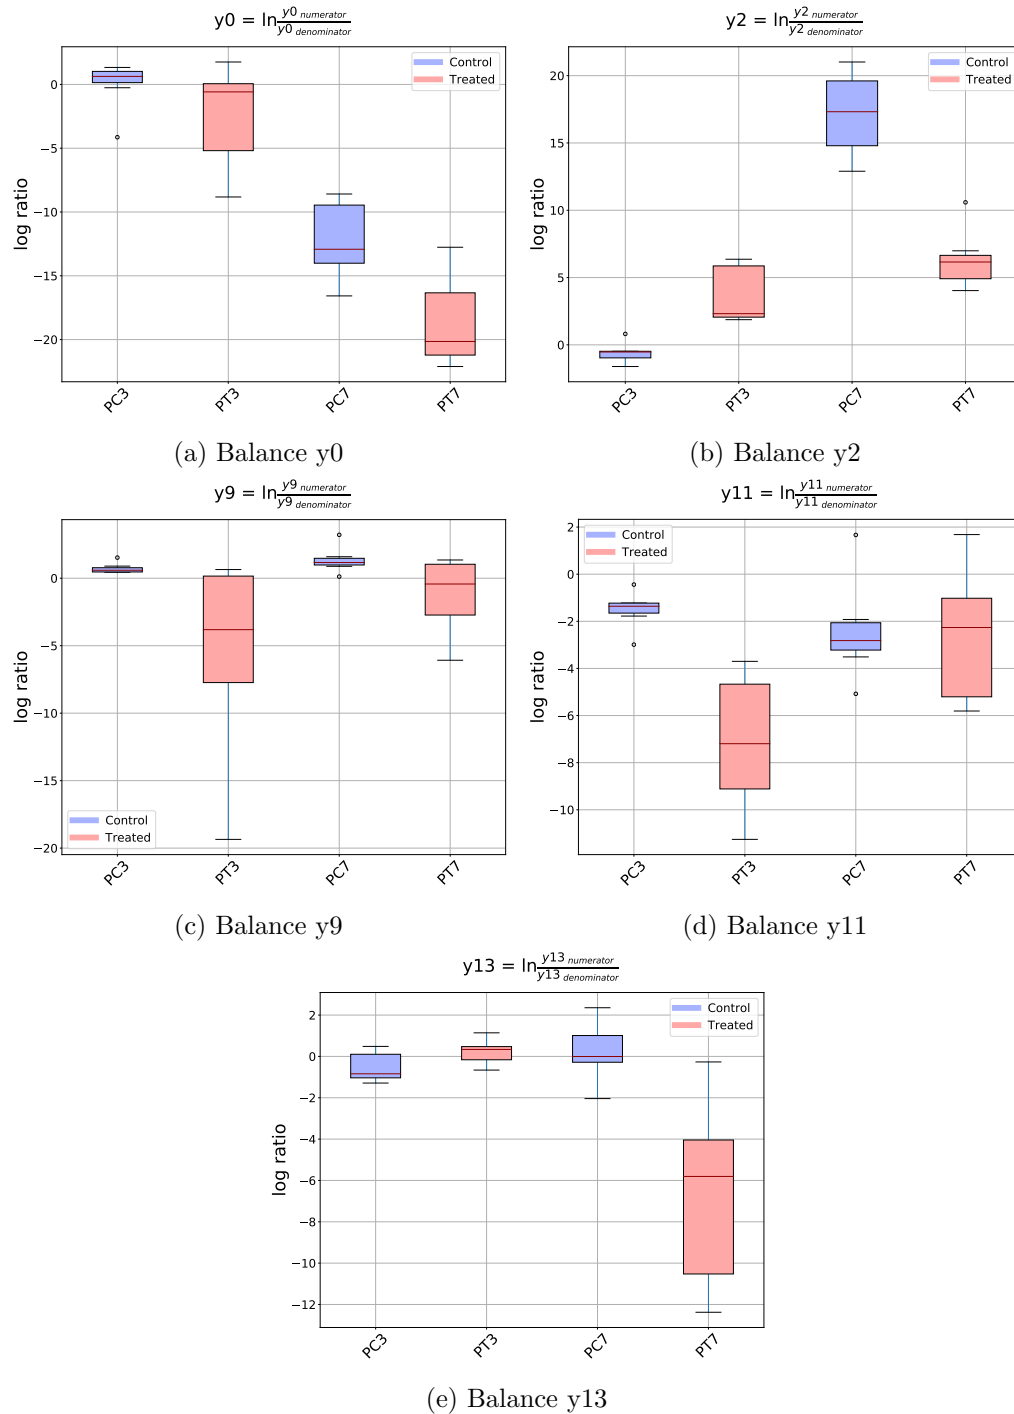 y0 = ln y0 numerator / y0 denominator
log ratio
0
−5
−10
−15
−20
Control
Treated
PC3 PT3 PC7 PT7
(a) Balance y0
y2 = ln y2 numerator / y2 denominator
log ratio
20
15
10
5
0
Control
Treated
PC3 PT3 PC7 PT7
(b) Balance y2
y9 = ln y9 numerator / y9 denominator
log ratio
0
−5
−10
−15
−20
Control
Treated
PC3 PT3 PC7 PT7
(c) Balance y9
y11 = ln y11 numerator / y11 denominator
log ratio
2
0
−2
−4
−6
−8
−10
Control
Treated
PC3 PT3 PC7 PT7
(d) Balance y11
y13 = ln y13 numerator / y13 denominator
log ratio
2
0
−2
−4
−6
−8
−10
−12
Control
Treated
PC3 PT3 PC7 PT7
(e) Balance y13